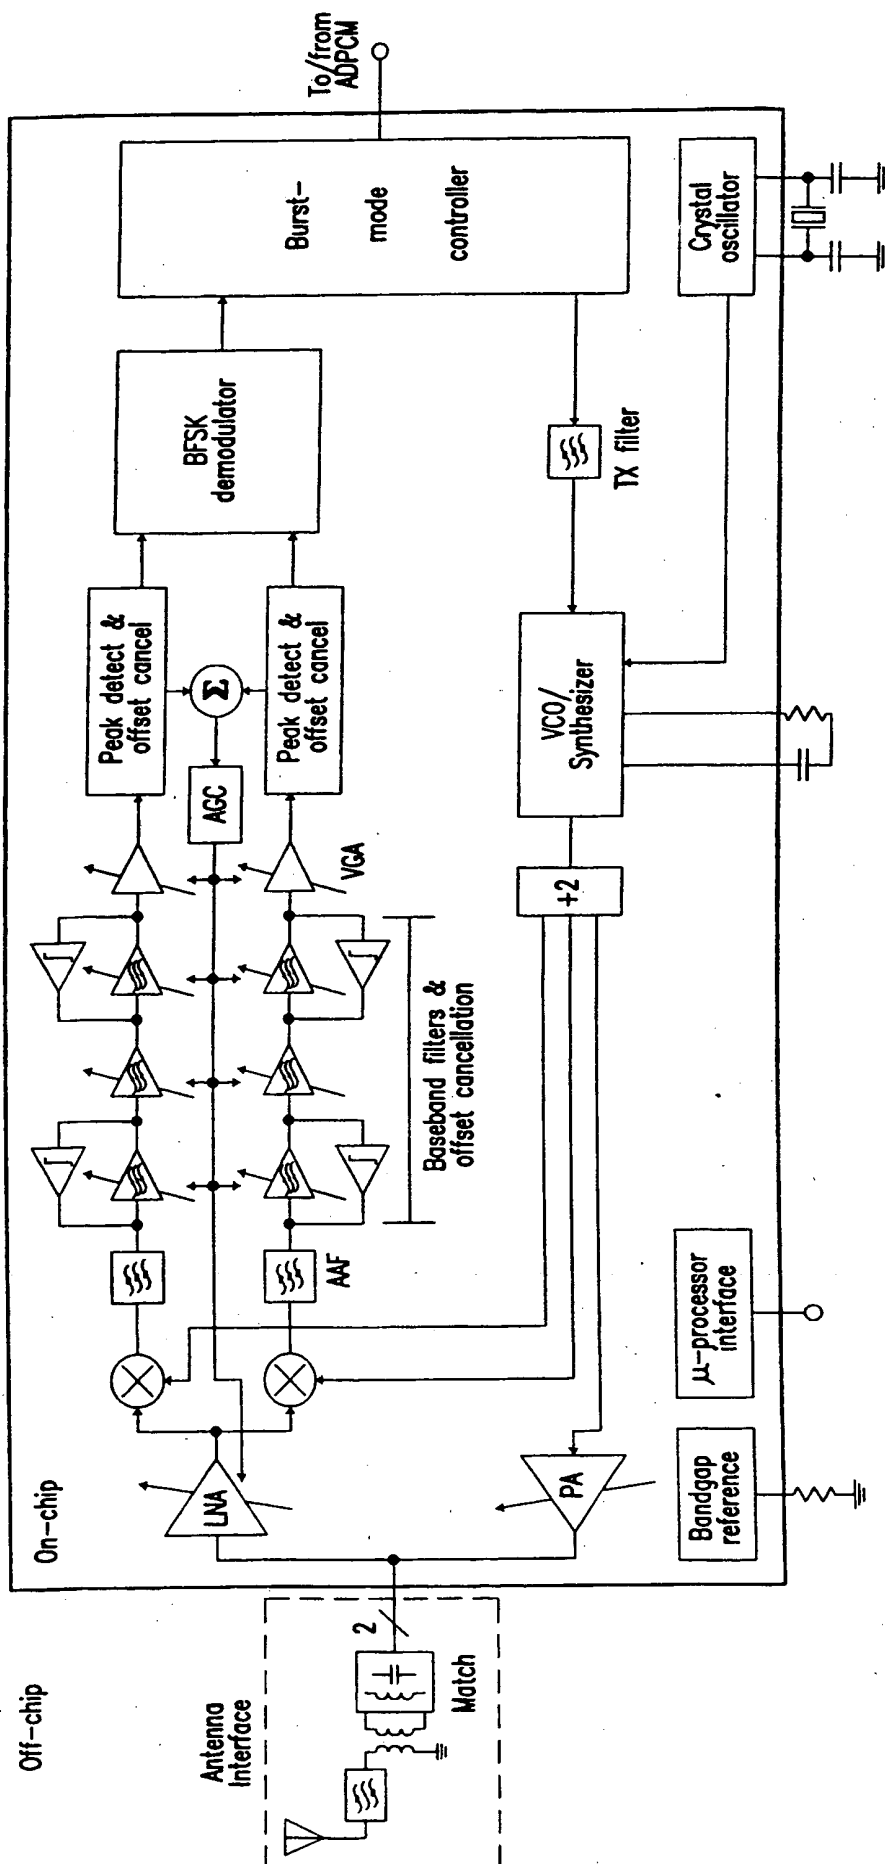 Off-chip
On-chip
Antenna
Interface
2
Match
LNA
PA
AAF
Baseband filters &
offset cancellation
VGA
AGC
Σ
Peak detect &
offset cancel
Peak detect &
offset cancel
BFSK
demodulator
Burst-
mode
controller
To/from
ADPCM
TX filter
VCO/
Synthesizer
÷2
Bandgap
reference
μ-processor
interface
Crystal
oscillator